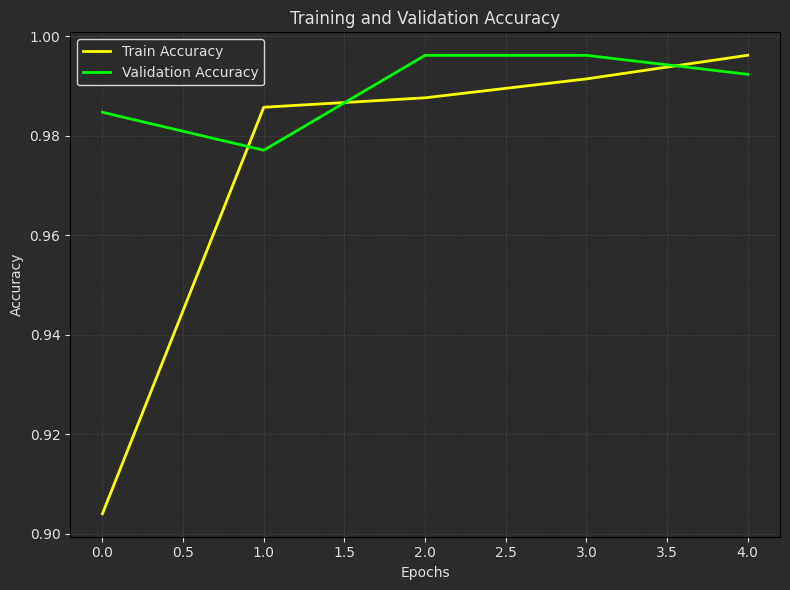 Training and Validation Accuracy
Train Accuracy
Validation Accuracy
1.00
0.98
0.96
0.94
0.92
0.90
Accuracy
0.0 0.5 1.0 1.5 2.0 2.5 3.0 3.5 4.0
Epochs